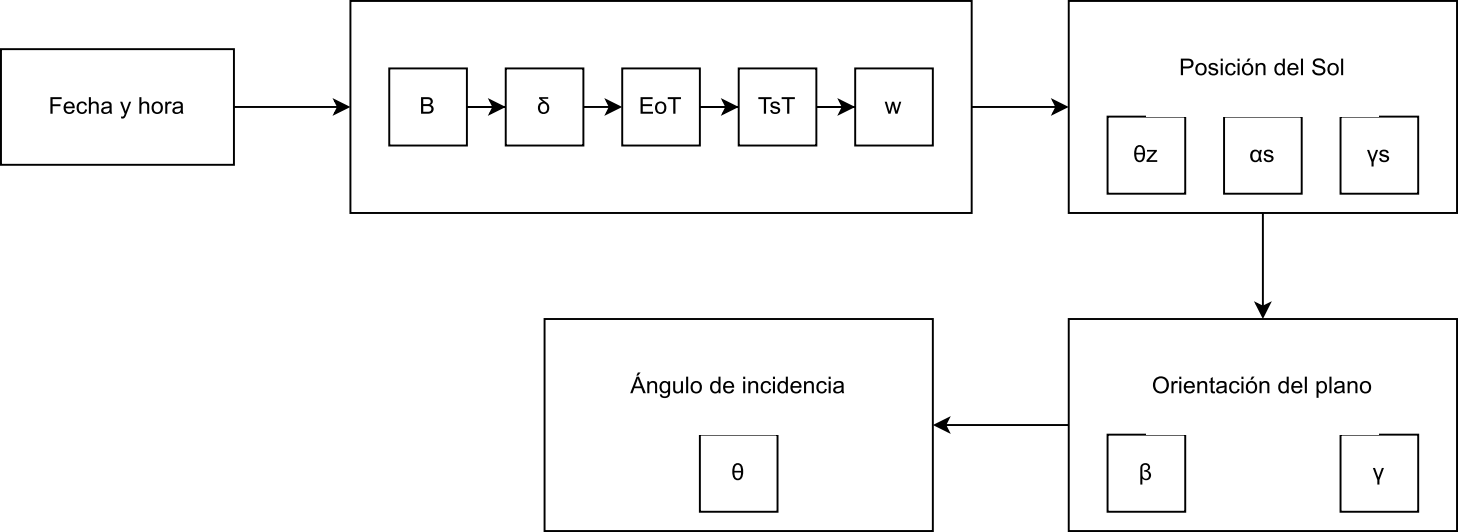 Fecha y hora
B
δ
EoT
TsT
w
Posición del Sol
θz
αs
γs
Orientación del plano
β
γ
Ángulo de incidencia
θ